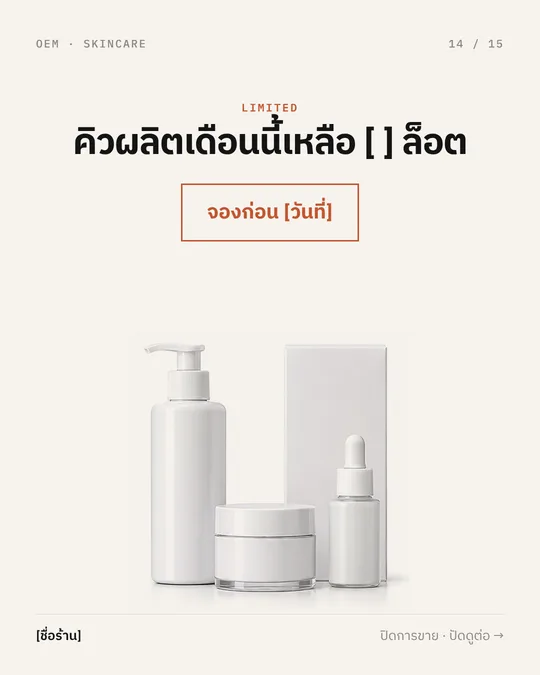 OEM · SKINCARE
14 / 15
LIMITED
คิวผลิตเดือนนี้เหลือ [ ] ล็อต
จองก่อน [วันที่]
[ชื่อร้าน]
ปิดการขาย · ปัดดูต่อ →